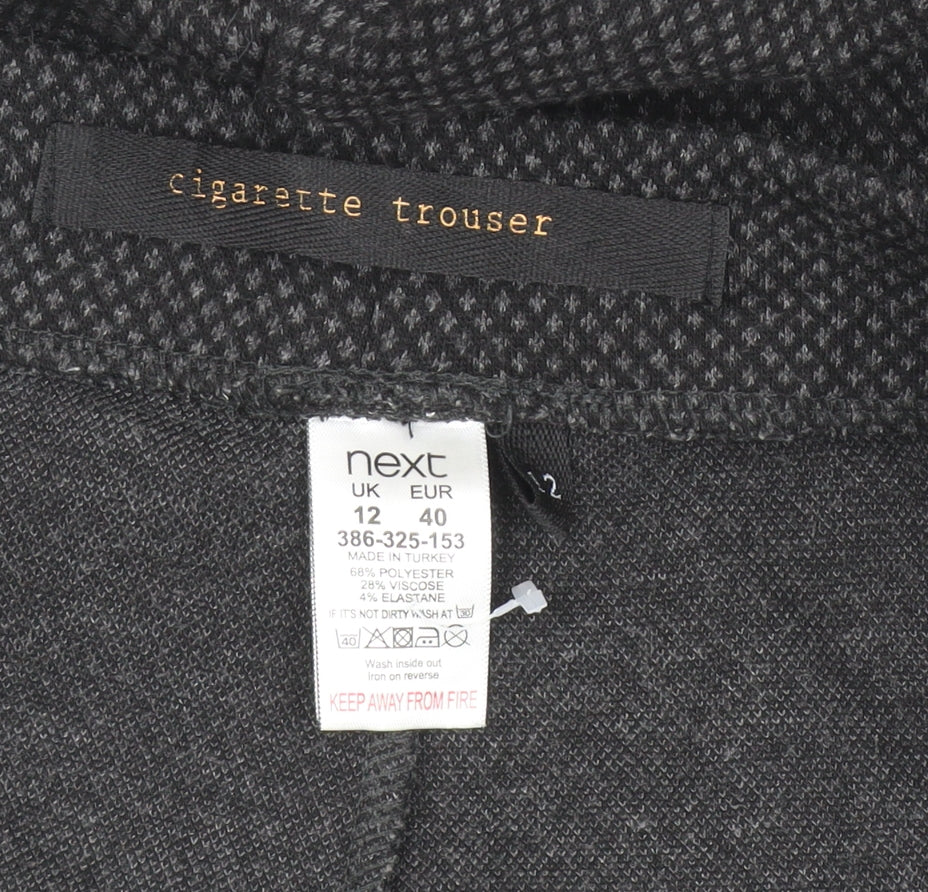 cigarette trouser
next
UK EUR
12 40
386-325-153
MADE IN TURKEY
68% POLYESTER
28% VISCOSE
4% ELASTANE
IF IT'S NOT DIRTY WASH AT 30
40
Wash inside out
Iron on reverse
KEEP AWAY FROM FIRE